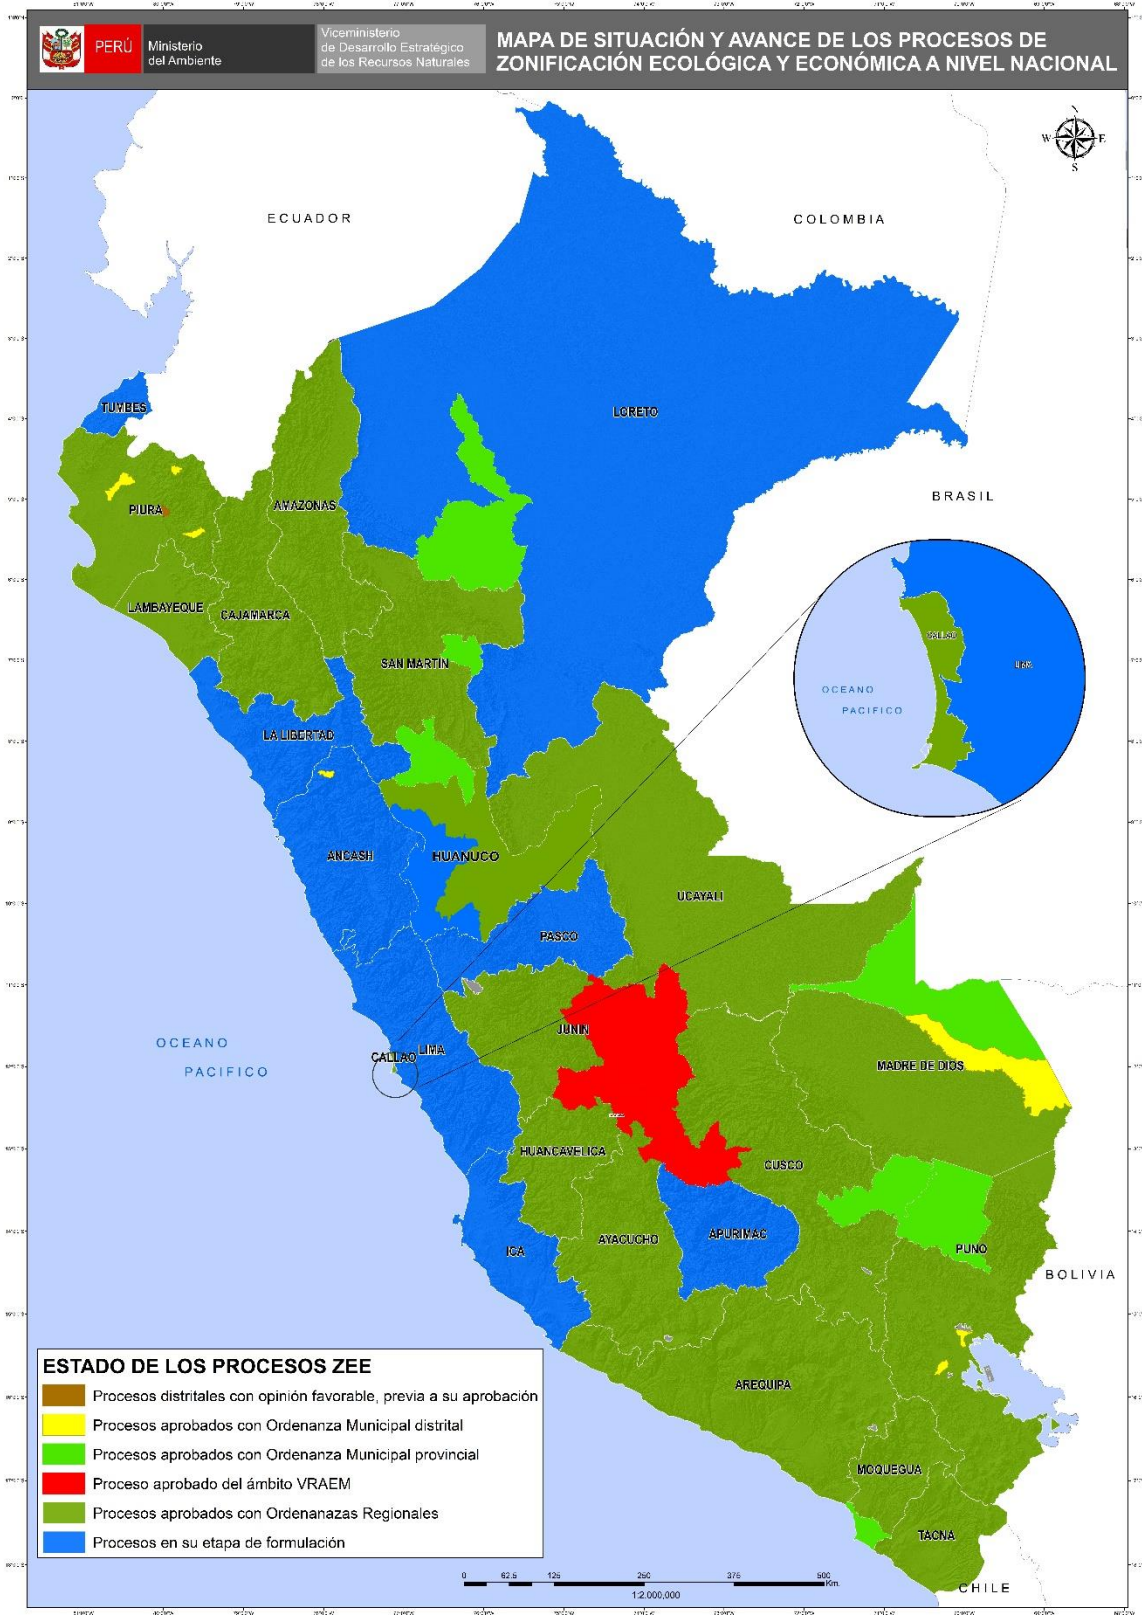 PERÚ
Ministerio
del Ambiente
Viceministerio
de Desarrollo Estratégico
de los Recursos Naturales
MAPA DE SITUACIÓN Y AVANCE DE LOS PROCESOS DE
ZONIFICACIÓN ECOLÓGICA Y ECONÓMICA A NIVEL NACIONAL
N
W E
S
ECUADOR
COLOMBIA
TUMBES
LORETO
BRASIL
PIURA
AMAZONAS
LAMBAYEQUE
CAJAMARCA
SAN MARTIN
CALLAO
LIMA
OCEANO
PACIFICO
LA LIBERTAD
ANCASH
HUANUCO
UCAYALI
PASCO
JUNIN
OCEANO
PACIFICO
CALLAO
LIMA
MADRE DE DIOS
HUANCAVELICA
CUSCO
AYACUCHO
APURIMAC
ICA
PUNO
BOLIVIA
AREQUIPA
MOQUEGUA
TACNA
CHILE
ESTADO DE LOS PROCESOS ZEE
Procesos distritales con opinión favorable, previa a su aprobación
Procesos aprobados con Ordenanza Municipal distrital
Procesos aprobados con Ordenanza Municipal provincial
Proceso aprobado del ámbito VRAEM
Procesos aprobados con Ordenanazas Regionales
Procesos en su etapa de formulación
0 62.5 125 250 375 500
Km.
1:2.000,000